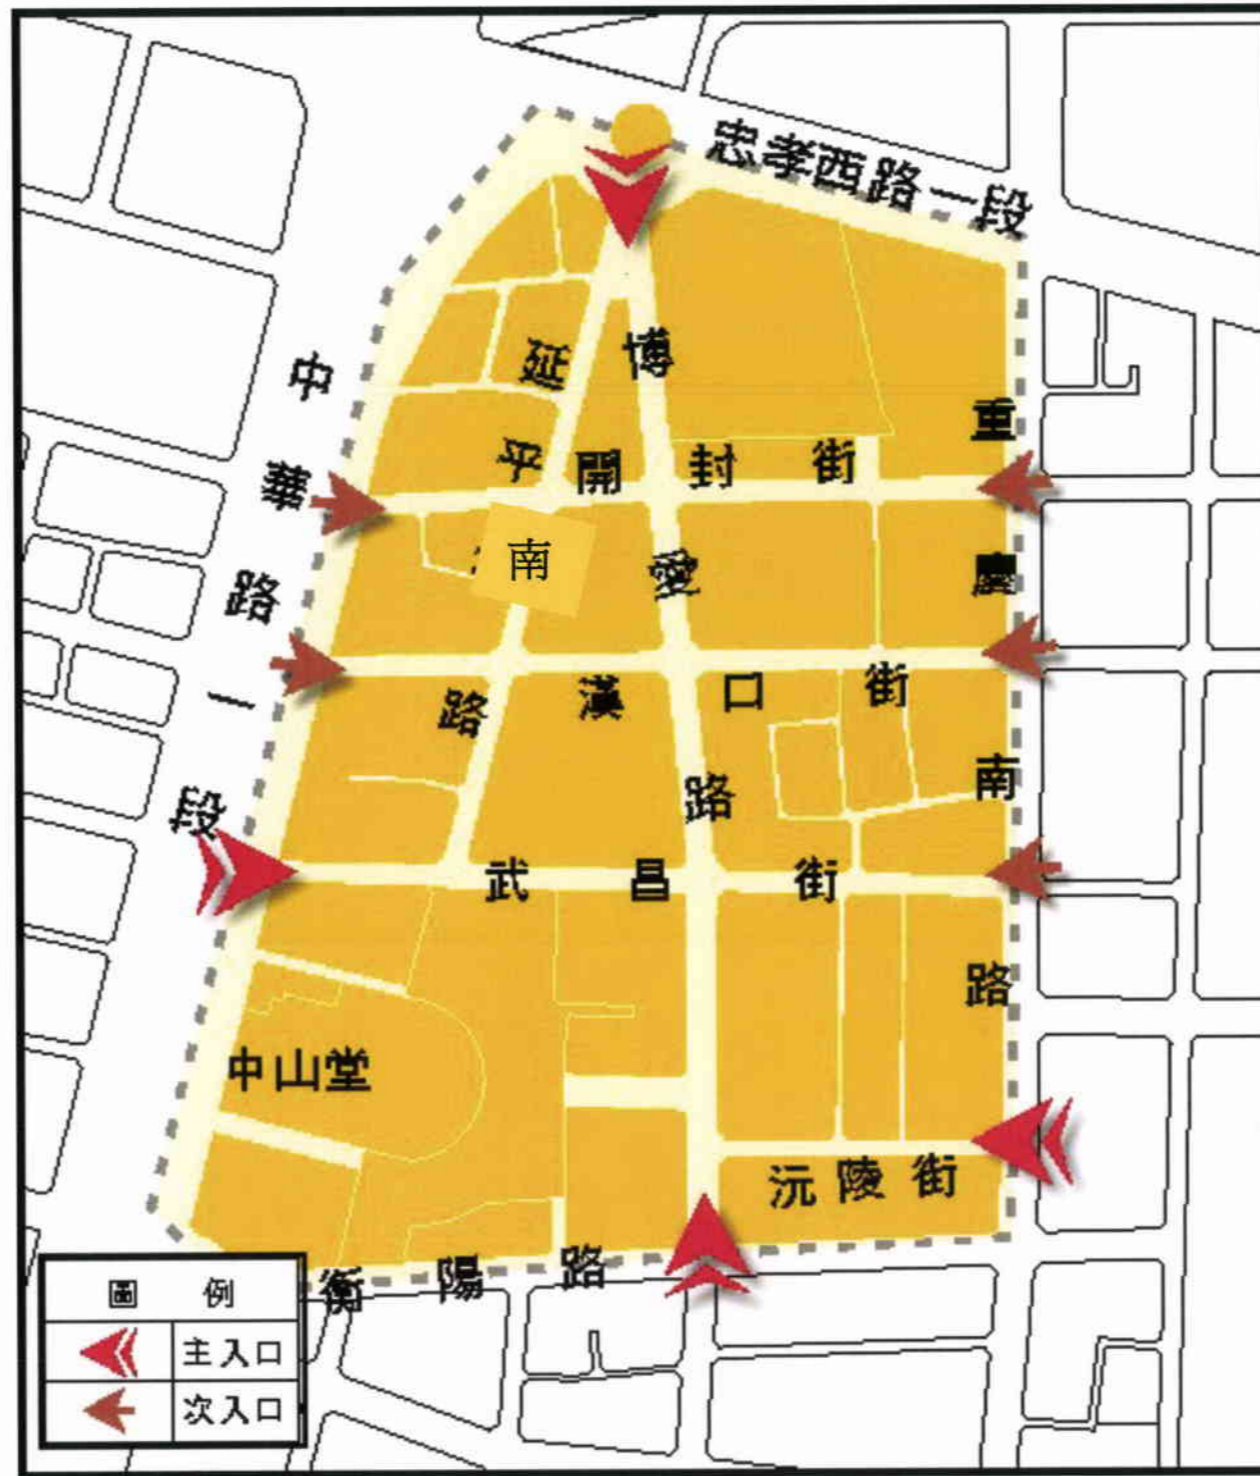 忠孝西路一段
中華路一段
延平南路
博愛路
重慶南路
開封街
漢口街
武昌街
中山堂
沅陵街
衡陽路
圖例
主入口
次入口